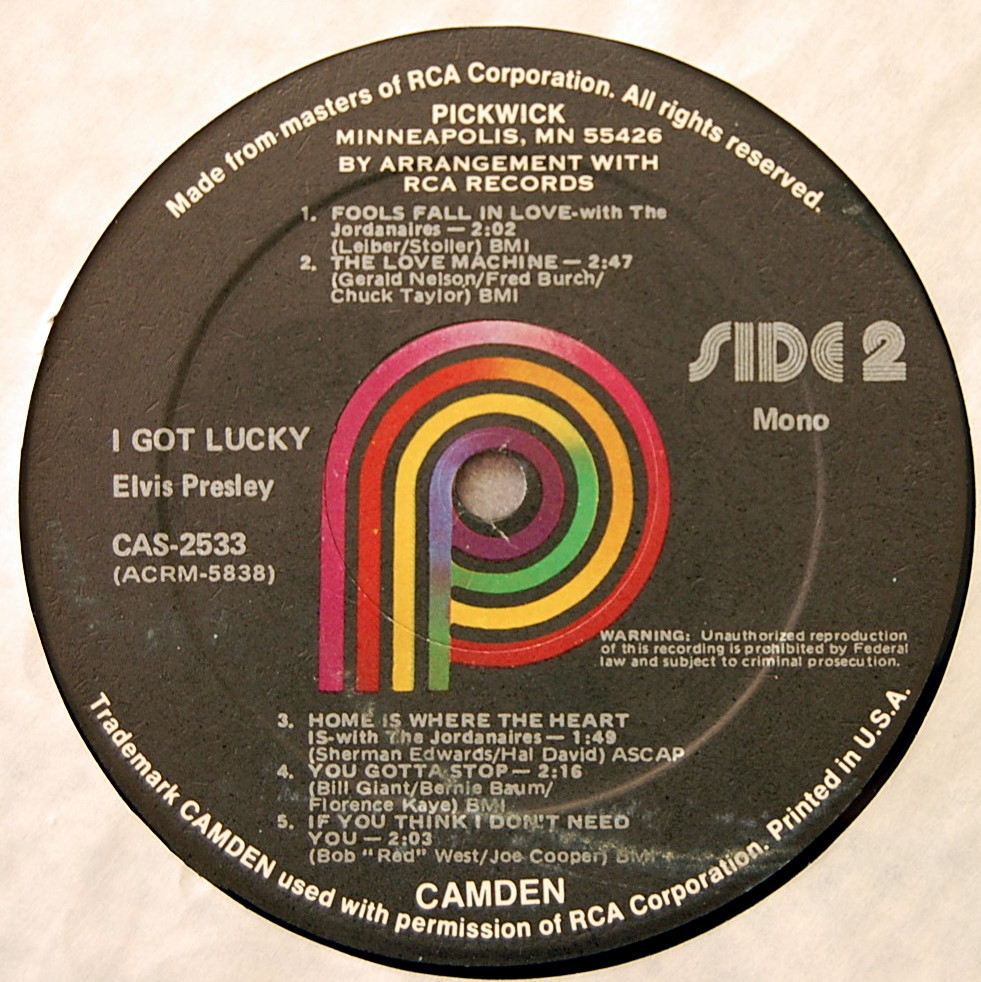 Made from masters of RCA Corporation. All rights reserved.
PICKWICK
MINNEAPOLIS, MN 55426
BY ARRANGEMENT WITH
RCA RECORDS
1. FOOLS FALL IN LOVE-with The
Jordanaires — 2:02
(Leiber/Stoller) BMI
2. THE LOVE MACHINE — 2:47
(Gerald Nelson/Fred Burch/
Chuck Taylor) BMI
SIDE 2
Mono
I GOT LUCKY
Elvis Presley
CAS-2533
(ACRM-5838)
WARNING: Unauthorized reproduction
of this recording is prohibited by Federal
law and subject to criminal prosecution.
3. HOME IS WHERE THE HEART
IS-with The Jordanaires — 1:49
(Sherman Edwards/Hal David) ASCAP
4. YOU GOTTA STOP — 2:16
(Bill Giant/Bernie Baum/
Florence Kaye) BMI
5. IF YOU THINK I DON'T NEED
YOU — 2:03
(Bob "Red" West/Joe Cooper) BMI
CAMDEN
Trademark CAMDEN used with permission of RCA Corporation. Printed in U.S.A.